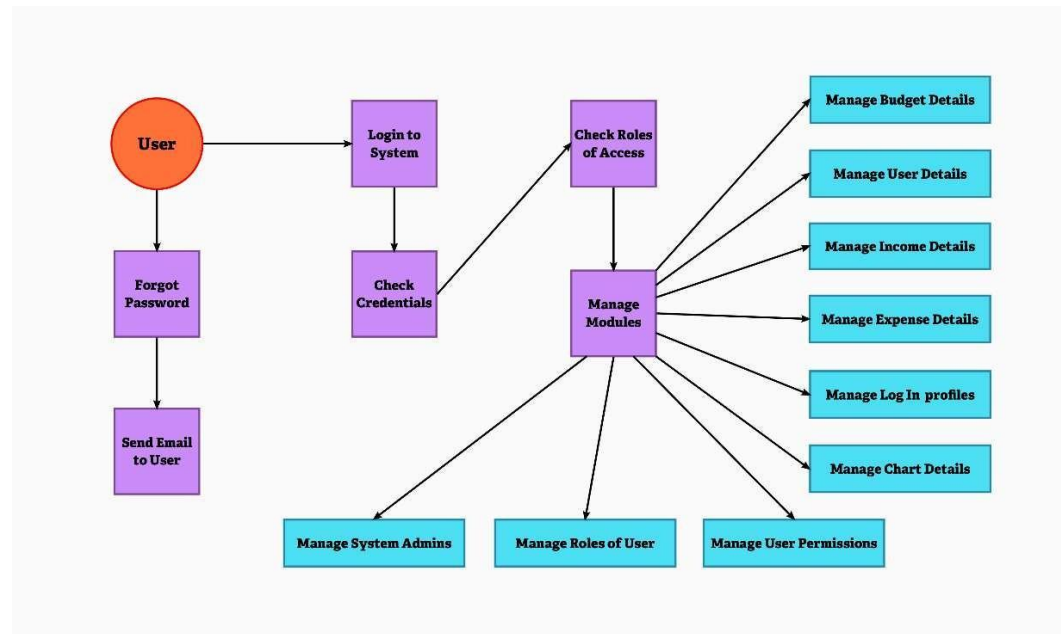 User
Login to
System
Check Roles
of Access
Manage Budget Details
Manage User Details
Manage Income Details
Forgot
Password
Check
Credentials
Manage
Modules
Manage Expense Details
Manage Log In profiles
Send Email
to User
Manage Chart Details
Manage System Admins
Manage Roles of User
Manage User Permissions